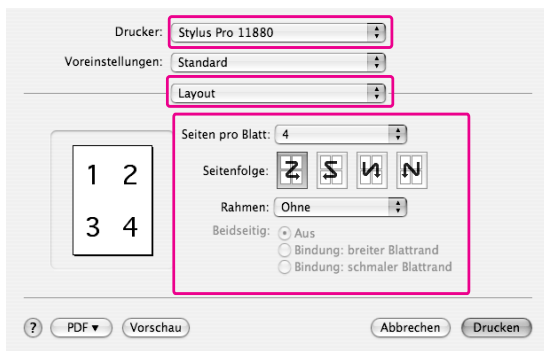 Drucker: Stylus Pro 11880
Voreinstellungen: Standard
Layout
Seiten pro Blatt: 4
Seitenfolge:
Rahmen: Ohne
Beidseitig: Aus
Bindung: breiter Blattrand
Bindung: schmaler Blattrand
1 2
3 4
? PDF▼ Vorschau Abbrechen Drucken